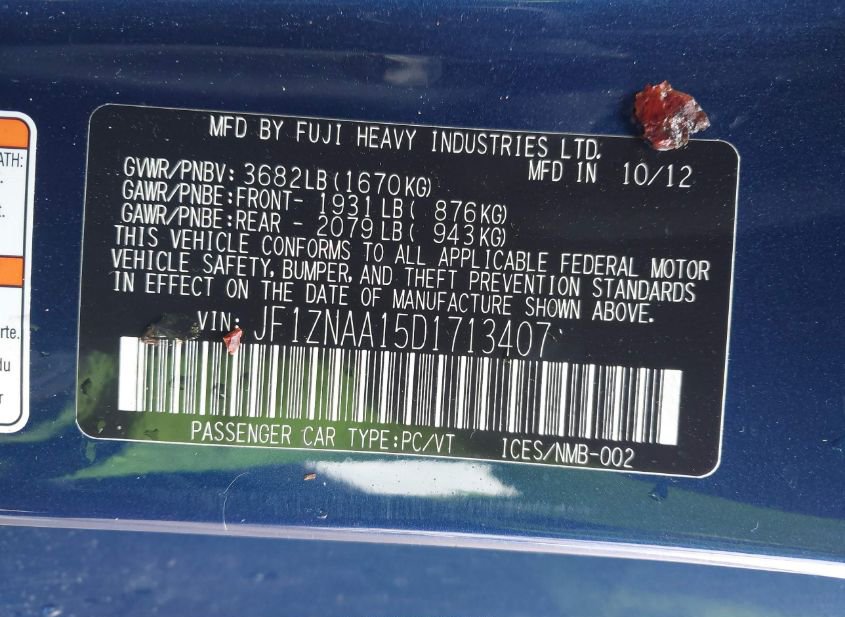 MFD BY FUJI HEAVY INDUSTRIES LTD.
GVWR/PNBV: 3682LB(1670KG) MFD IN 10/12
GAWR/PNBE:FRONT- 1931LB( 876KG)
GAWR/PNBE:REAR - 2079LB( 943KG)
THIS VEHICLE CONFORMS TO ALL APPLICABLE FEDERAL MOTOR
VEHICLE SAFETY, BUMPER, AND THEFT PREVENTION STANDARDS
IN EFFECT ON THE DATE OF MANUFACTURE SHOWN ABOVE.
VIN: JF1ZNAA15D1713407
PASSENGER CAR TYPE:PC/VT ICES/NMB-002
ATH:
t.
rte.
du
r